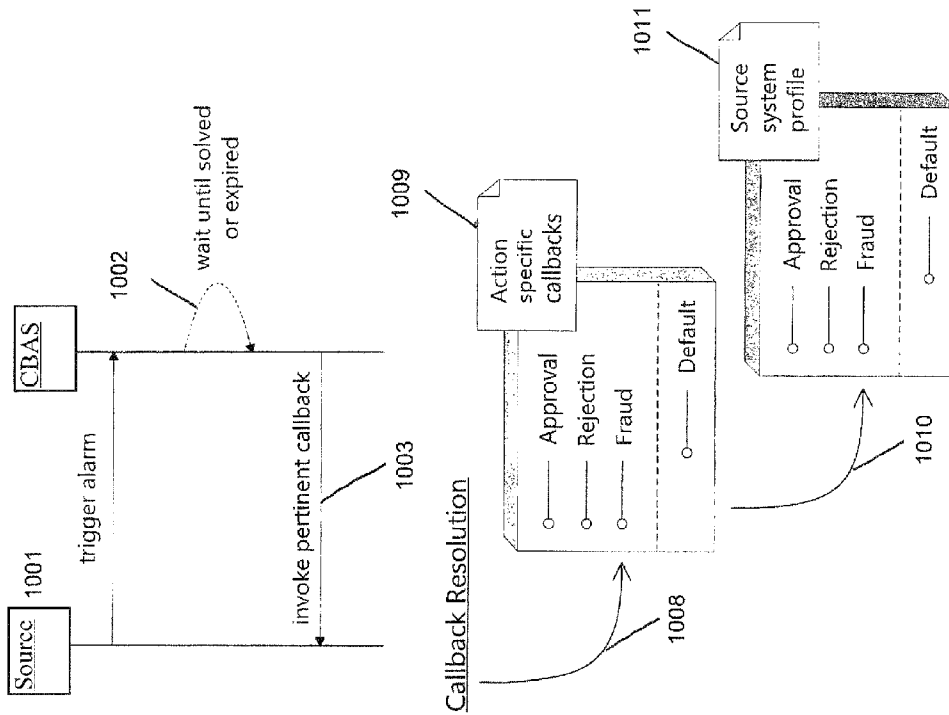 Source
1001
CBAS
trigger alarm
1002
wait until solved
or expired
invoke pertinent callback
1003
Callback Resolution
1008
1009
Action
specific
callbacks
Approval
Rejection
Fraud
Default
1010
1011
Source
system
profile
Approval
Rejection
Fraud
Default